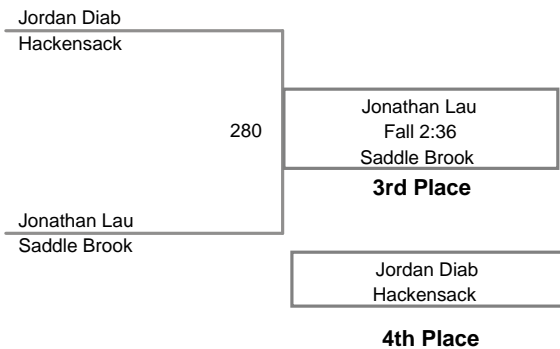 Jordan Diab
Hackensack
280
Jonathan Lau
Fall 2:36
Saddle Brook
3rd Place
Jonathan Lau
Saddle Brook
Jordan Diab
Hackensack
4th Place